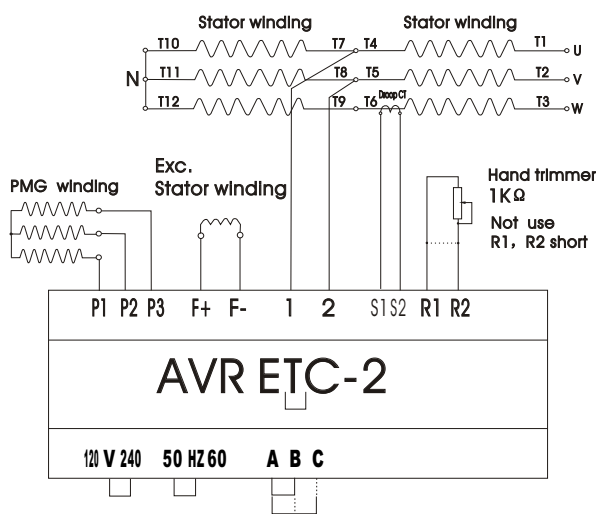 Stator winding Stator winding
T10 T7 T4 T1 U
N T11 T8 T5 T2 V
T12 T9 T6 Droop CT T3 W
PMG winding
Exc.
Stator winding
Hand trimmer
1KΩ
Not use
R1, R2 short
P1 P2 P3 F+ F- 1 2 S1 S2 R1 R2
AVR ETC-2
120 V 240 50 HZ 60 A B C